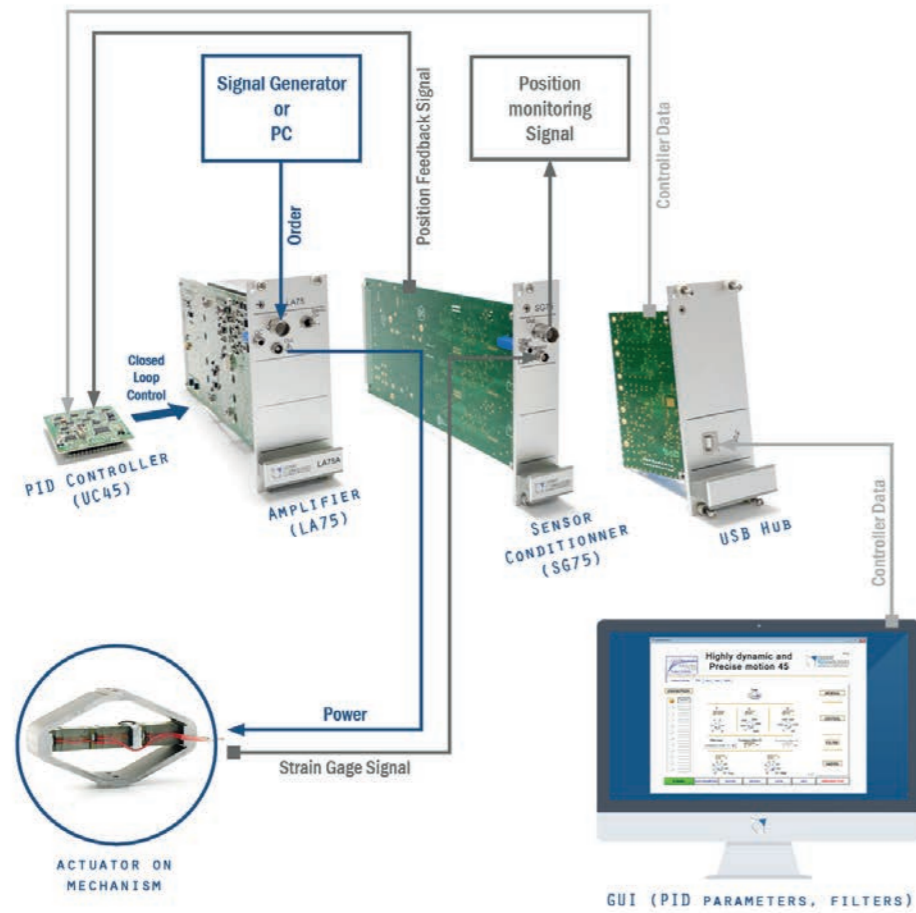 Signal Generator
or
PC
Position
monitoring
Signal
Position Feedback Signal
Controller Data
Order
LA75
SG75
Closed
Loop
Control
PID CONTROLLER
(UC45)
LA75A
AMPLIFIER
(LA75)
SENSOR
CONDITIONNER
(SG75)
USB HUB
Controller Data
Highly dynamic and
Precise motion 4S
Power
Strain Gage Signal
ACTUATOR ON
MECHANISM
GUI (PID PARAMETERS, FILTERS)